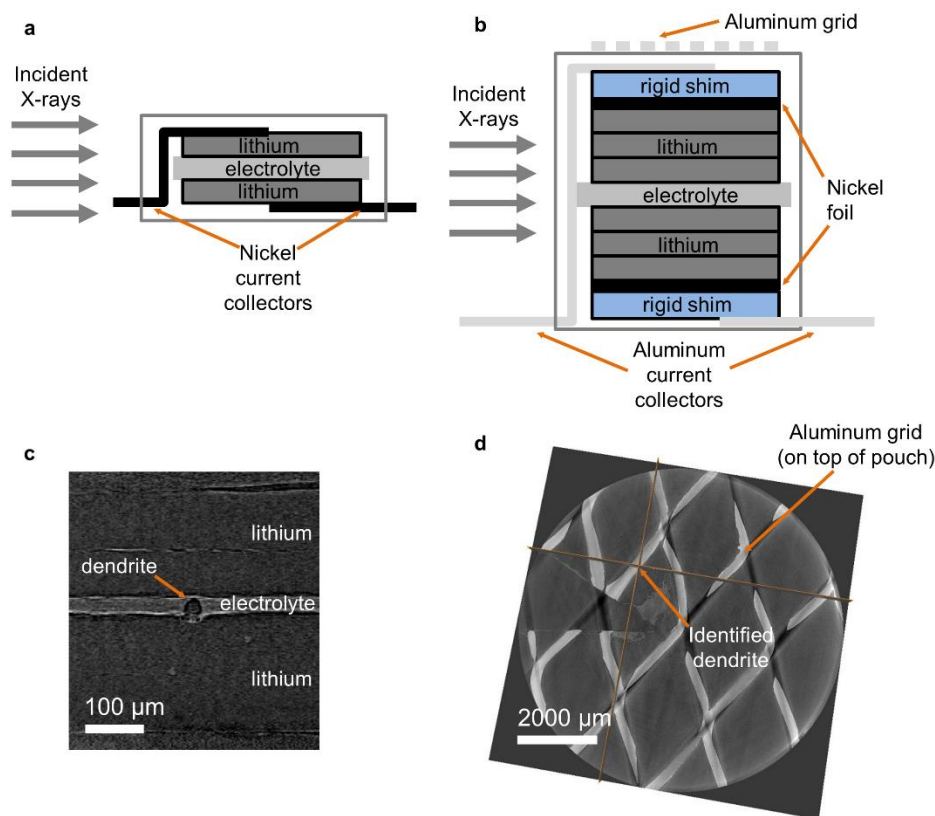 a
Incident
X-rays
lithium
electrolyte
lithium
Nickel
current
collectors
b
Aluminum grid
Incident
X-rays
rigid shim
lithium
electrolyte
lithium
rigid shim
Nickel
foil
Aluminum
current
collectors
c
lithium
dendrite
electrolyte
lithium
100 µm
d
Aluminum grid
(on top of pouch)
Identified
dendrite
2000 µm